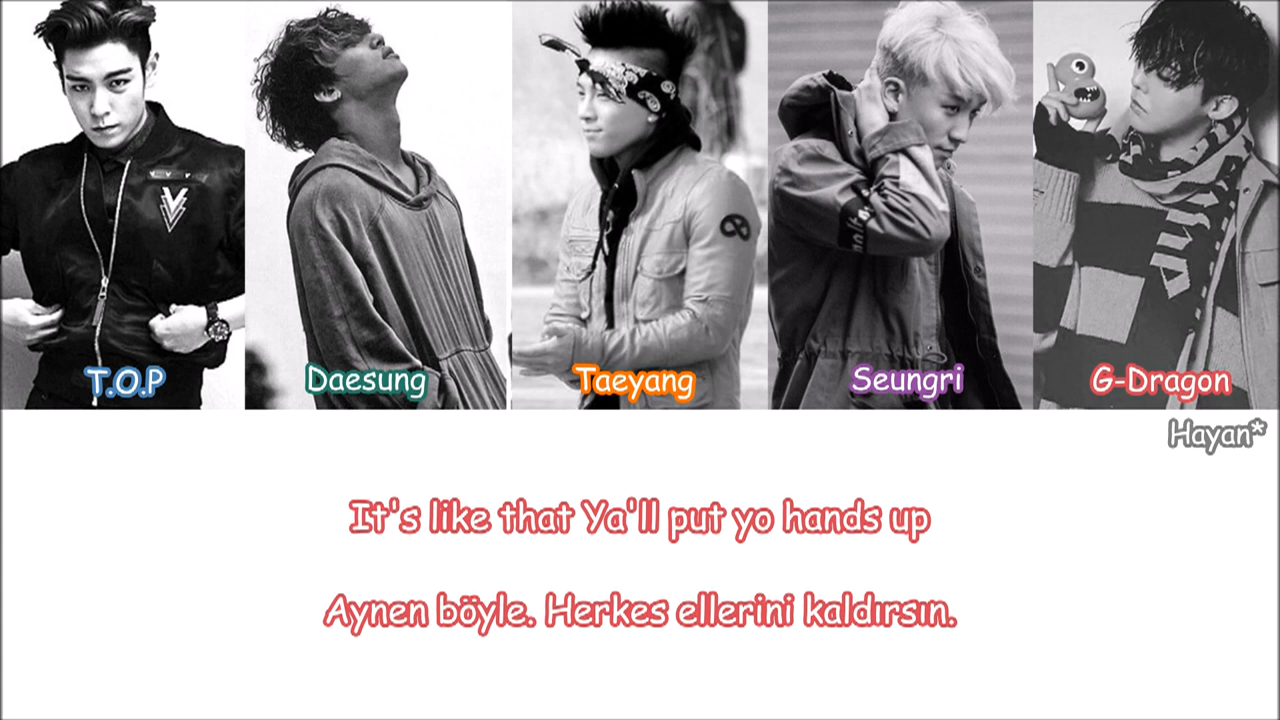 T.O.P
Daesung
Taeyang
Seungri
G-Dragon
Hayan*
It's like that Ya'll put yo hands up
Aynen böyle. Herkes ellerini kaldırsın.